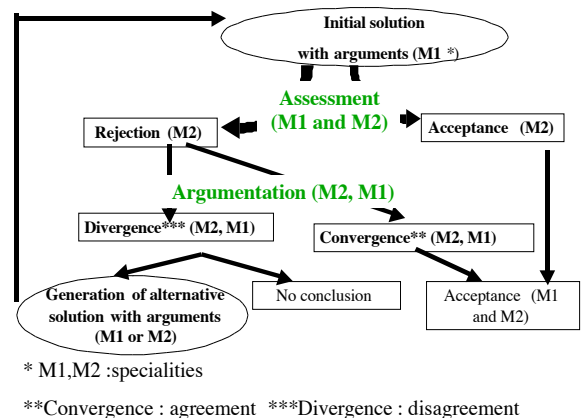 Initial solution
with arguments (M1 *)
Assessment
(M1 and M2)
Rejection (M2)
Acceptance (M2)
Argumentation (M2, M1)
Divergence*** (M2, M1)
Convergence** (M2, M1)
Generation of alternative
solution with arguments
(M1 or M2)
No conclusion
Acceptance (M1
and M2)
* M1,M2 :specialities
**Convergence : agreement ***Divergence : disagreement